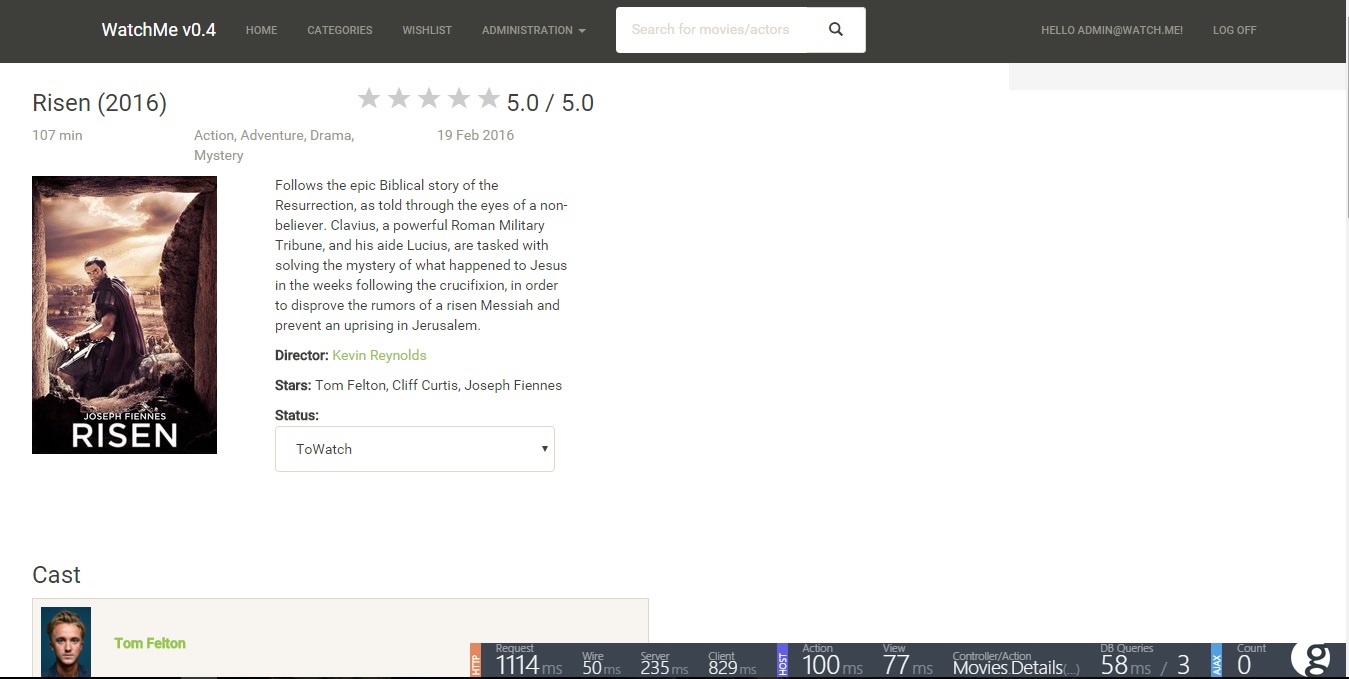 WatchMe v0.4 HOME CATEGORIES WISHLIST ADMINISTRATION Search for movies/actors HELLO ADMIN@WATCH.ME! LOG OFF
Risen (2016) 5.0 / 5.0
107 min Action, Adventure, Drama, 19 Feb 2016
Mystery
Follows the epic Biblical story of the
Resurrection, as told through the eyes of a non-
believer. Clavius, a powerful Roman Military
Tribune, and his aide Lucius, are tasked with
solving the mystery of what happened to Jesus
in the weeks following the crucifixion, in order
to disprove the rumors of a risen Messiah and
prevent an uprising in Jerusalem.
Director: Kevin Reynolds
Stars: Tom Felton, Cliff Curtis, Joseph Fiennes
Status:
ToWatch
JOSEPH FIENNES
RISEN
Cast
Tom Felton
HTTP
Request Wire Server Client
1114 ms 50 ms 235 ms 829 ms
HOST
Action View Controller/Action DB Queries
100 ms 77 ms Movies Details(...) 58 ms / 3
AJAX
Count
0
g